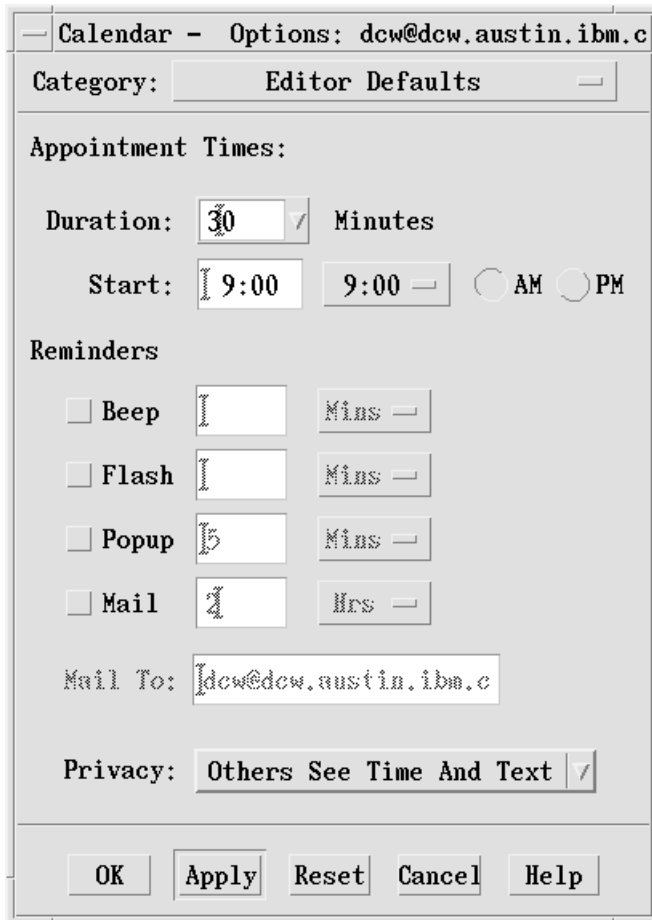 Calendar - Options: dcw@dcw.austin.ibm.c
Category: Editor Defaults
Appointment Times:
Duration: 30 Minutes
Start: 9:00 9:00 AM PM
Reminders
Beep Mins
Flash Mins
Popup 5 Mins
Mail 2 Hrs
Mail To: dcw@dcw.austin.ibm.c
Privacy: Others See Time And Text
OK Apply Reset Cancel Help